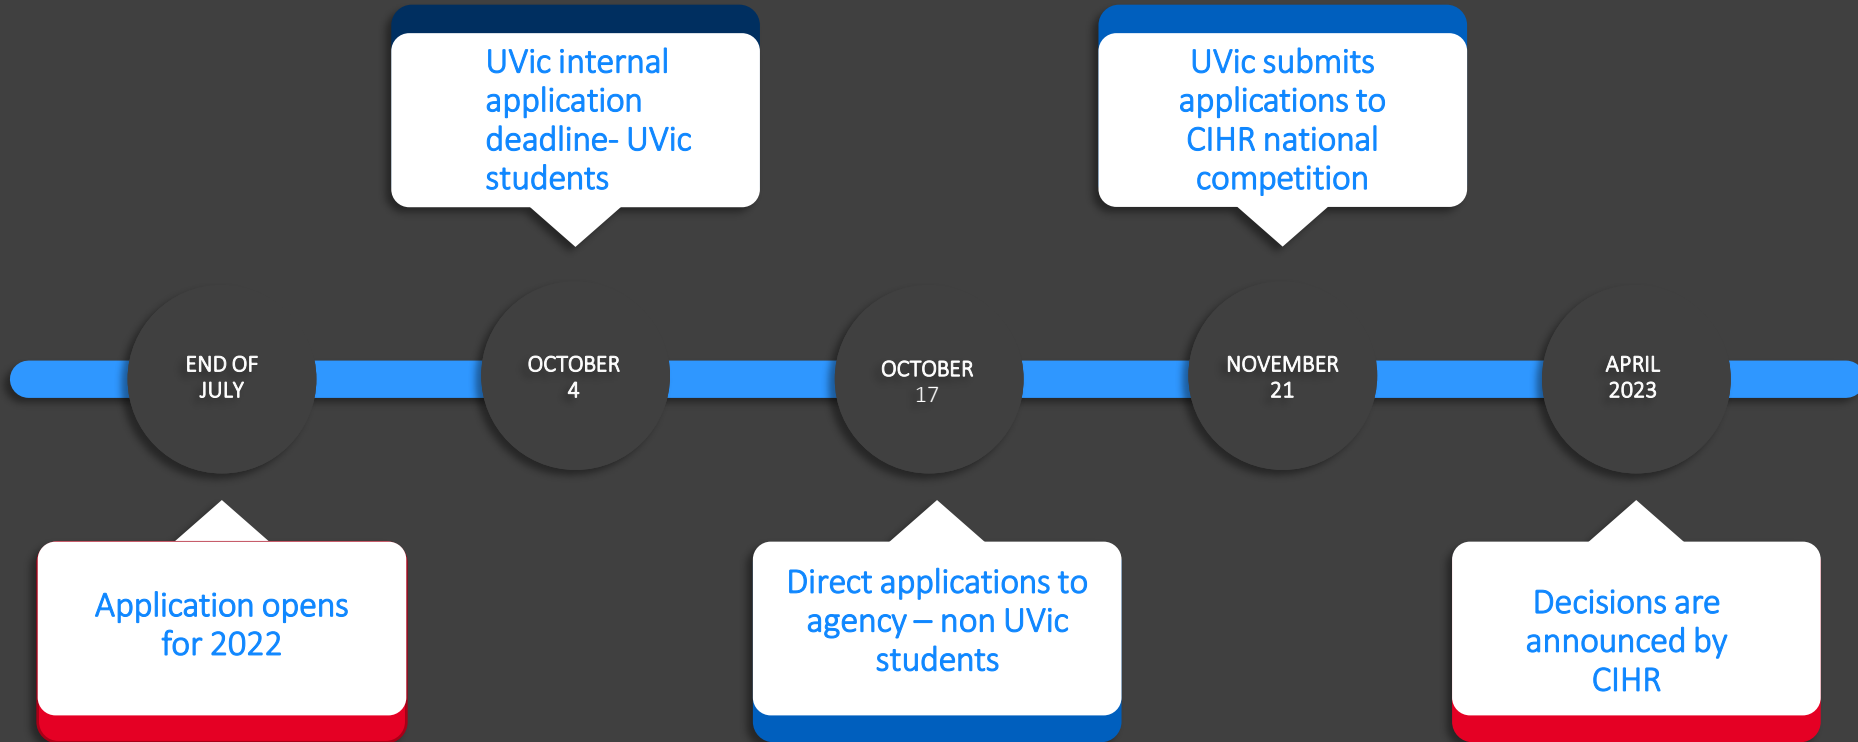 UVic internal
application
deadline- UVic
students
UVic submits
applications to
CIHR national
competition
END OF
JULY
OCTOBER
4
OCTOBER
17
NOVEMBER
21
APRIL
2023
Application opens
for 2022
Direct applications to
agency – non UVic
students
Decisions are
announced by
CIHR